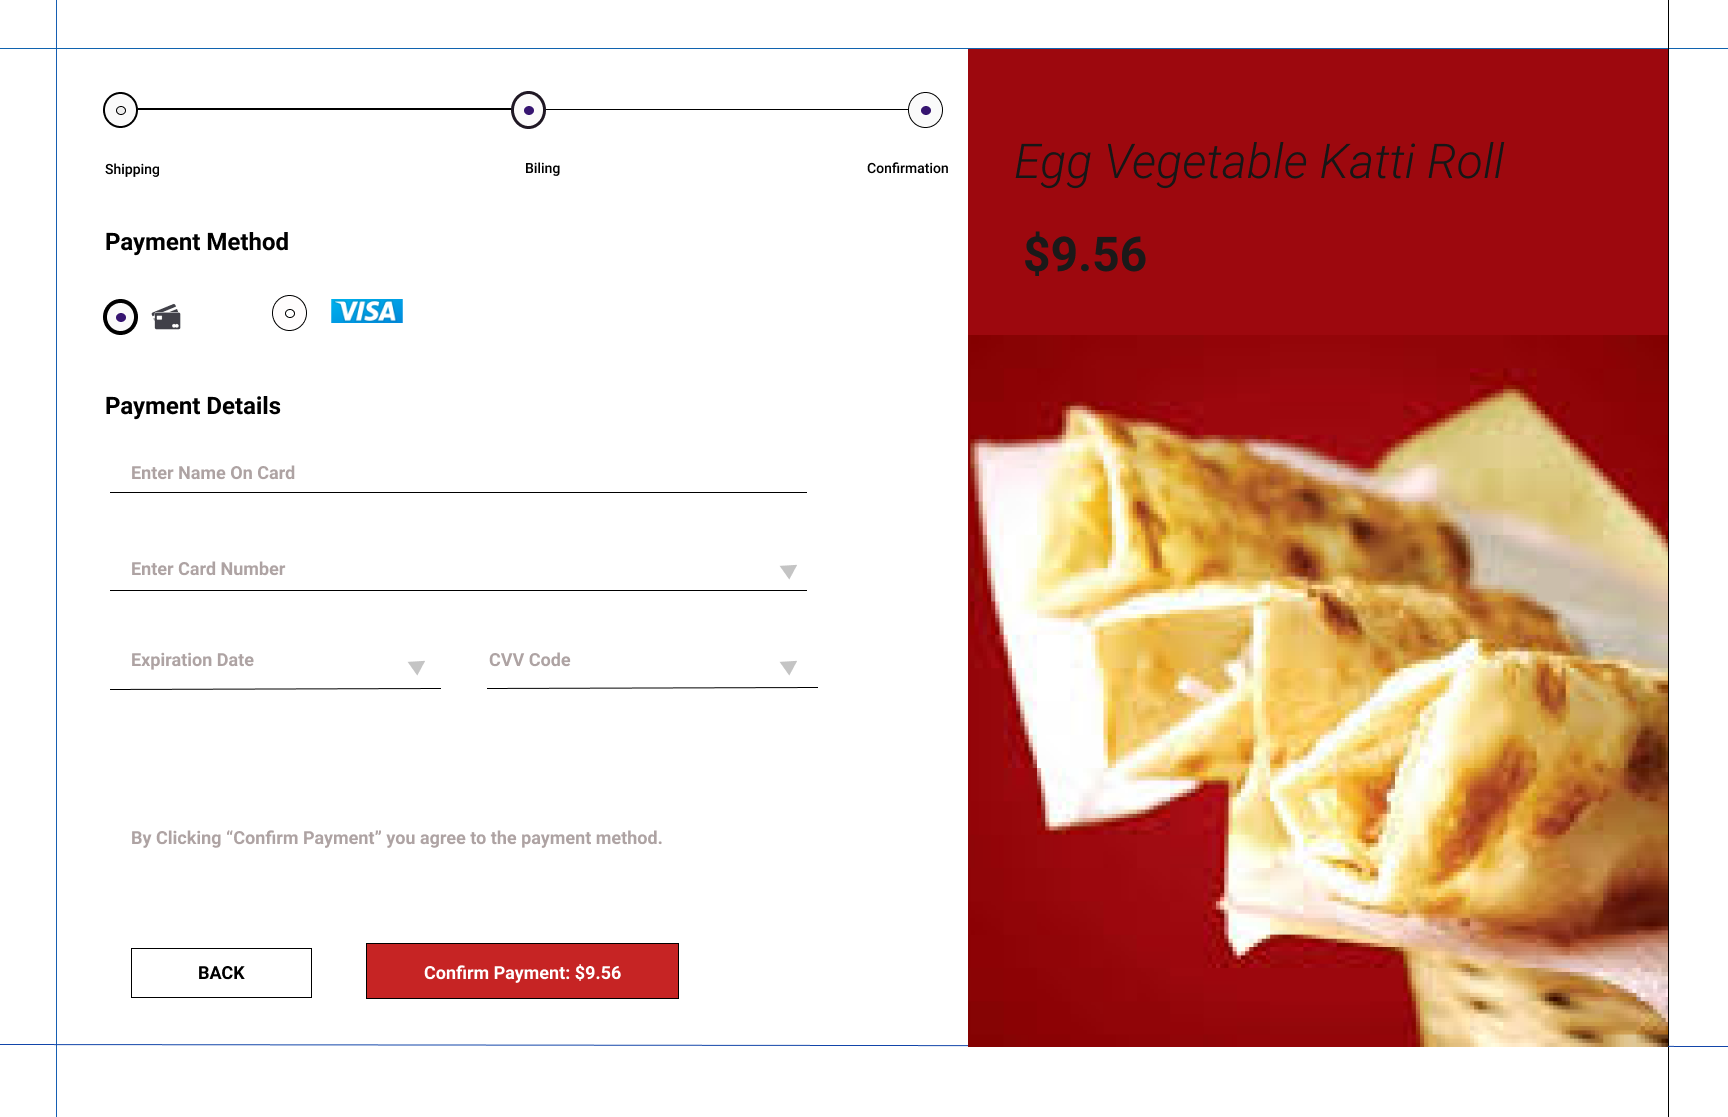 Shipping
Biling
Confirmation
Payment Method
VISA
Payment Details
Enter Name On Card
Enter Card Number
Expiration Date
CVV Code
By Clicking “Confirm Payment” you agree to the payment method.
BACK
Confirm Payment: $9.56
Egg Vegetable Katti Roll
$9.56